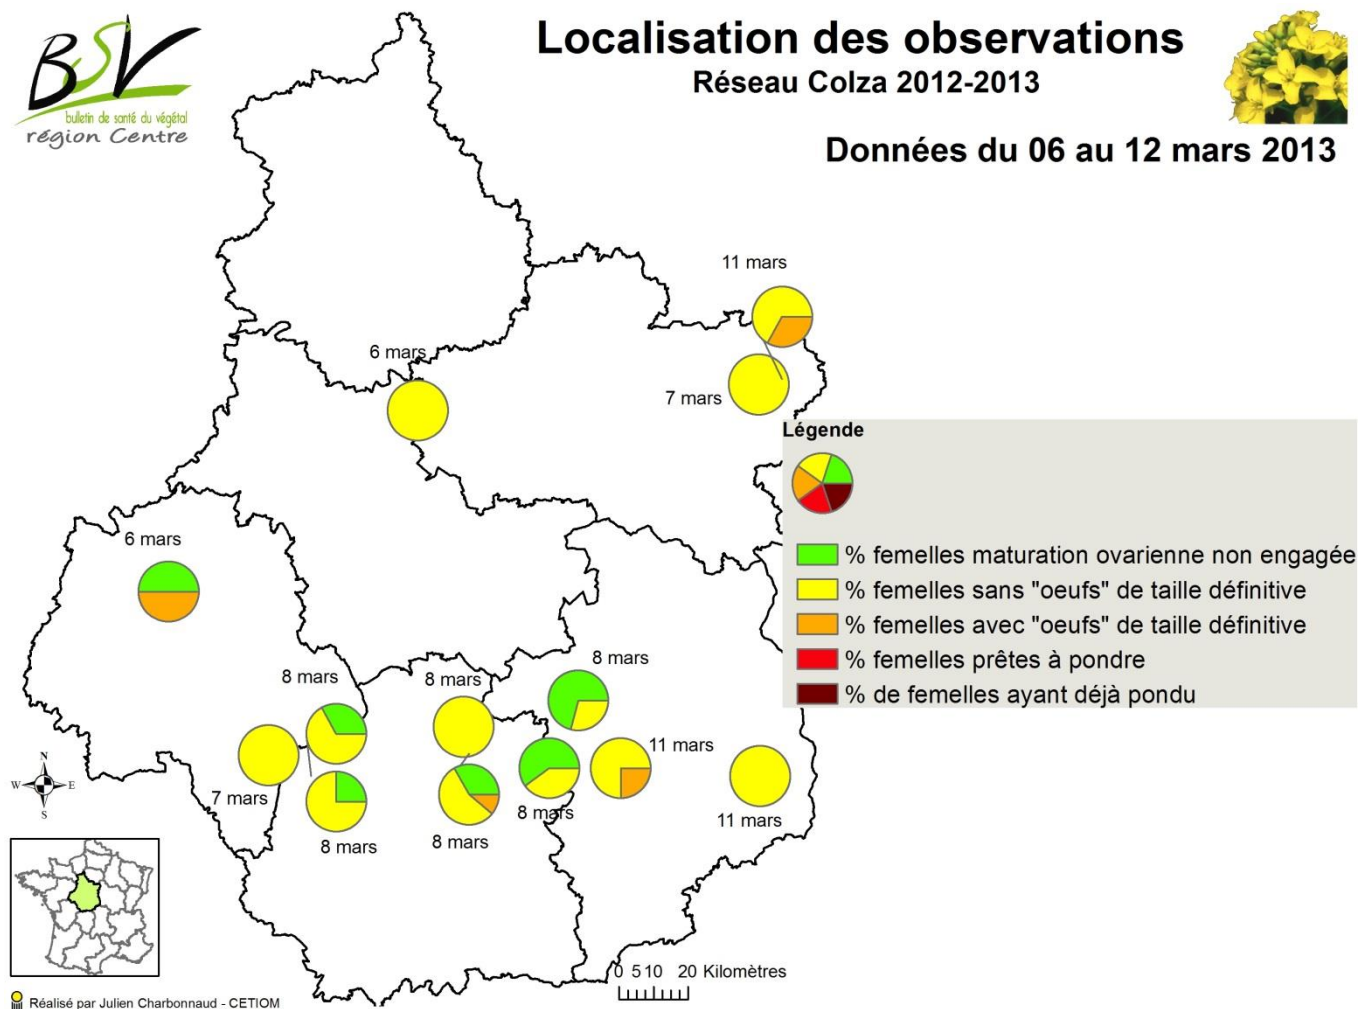 BSV
bulletin de santé du végétal
région Centre
Localisation des observations
Réseau Colza 2012-2013
Données du 06 au 12 mars 2013
11 mars
6 mars
7 mars
Légende
6 mars
% femelles maturation ovarienne non engagée
% femelles sans "oeufs" de taille définitive
% femelles avec "oeufs" de taille définitive
% femelles prêtes à pondre
% de femelles ayant déjà pondu
8 mars
8 mars
8 mars
11 mars
7 mars
8 mars
8 mars
8 mars
11 mars
N
W
E
S
0 5 10 20 Kilomètres
Réalisé par Julien Charbonnaud - CETIOM